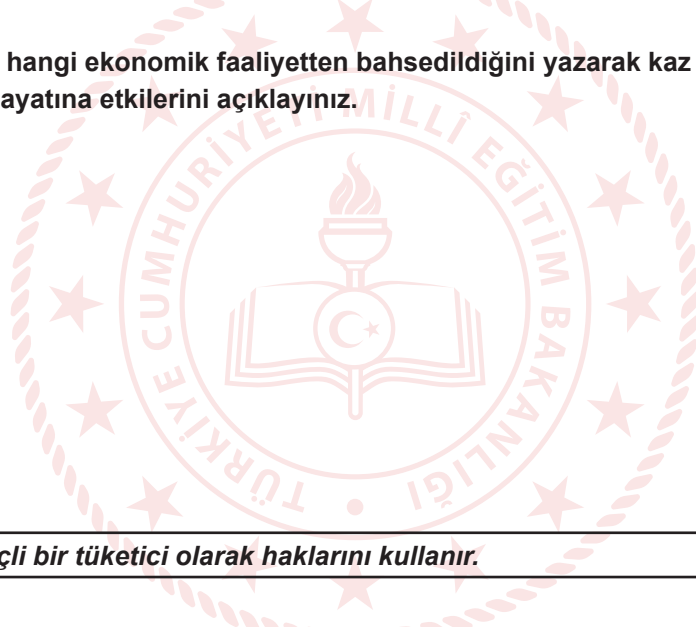 hangi ekonomik faaliyetten bahsedildiğini yazarak kaz
ayatına etkilerini açıklayınız.
TÜRKİYE CUMHURİYETİ MİLLÎ EĞİTİM BAKANLIĞI
çli bir tüketici olarak haklarını kullanır.